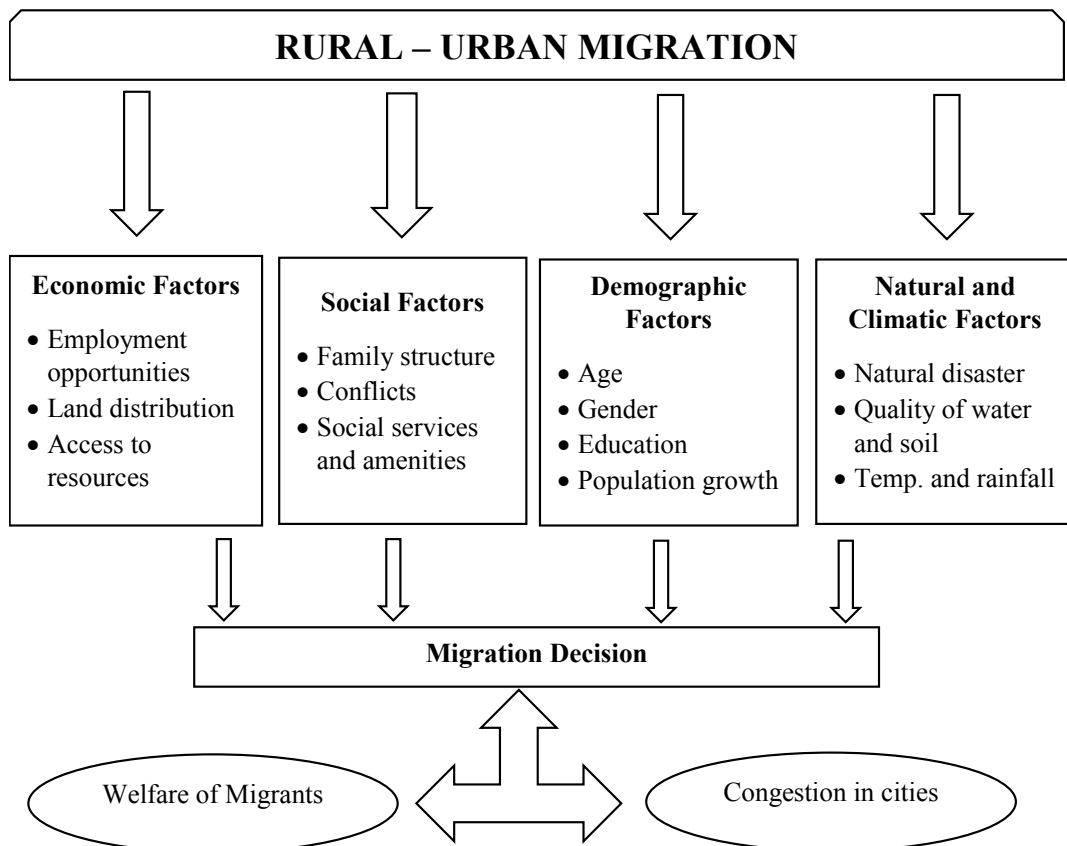 RURAL – URBAN MIGRATION
Economic Factors
• Employment
opportunities
• Land distribution
• Access to
resources
Social Factors
• Family structure
• Conflicts
• Social services
and amenities
Demographic
Factors
• Age
• Gender
• Education
• Population growth
Natural and
Climatic Factors
• Natural disaster
• Quality of water
and soil
• Temp. and rainfall
Migration Decision
Welfare of Migrants
Congestion in cities